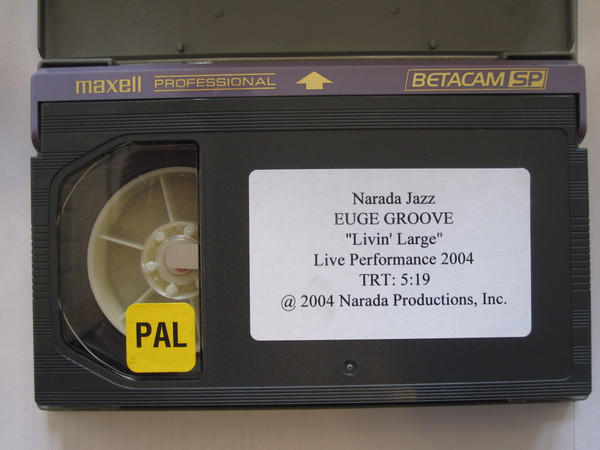 maxell PROFESSIONAL BETACAM SP
Narada Jazz
EUGE GROOVE
"Livin' Large"
Live Performance 2004
TRT: 5:19
@ 2004 Narada Productions, Inc.
PAL